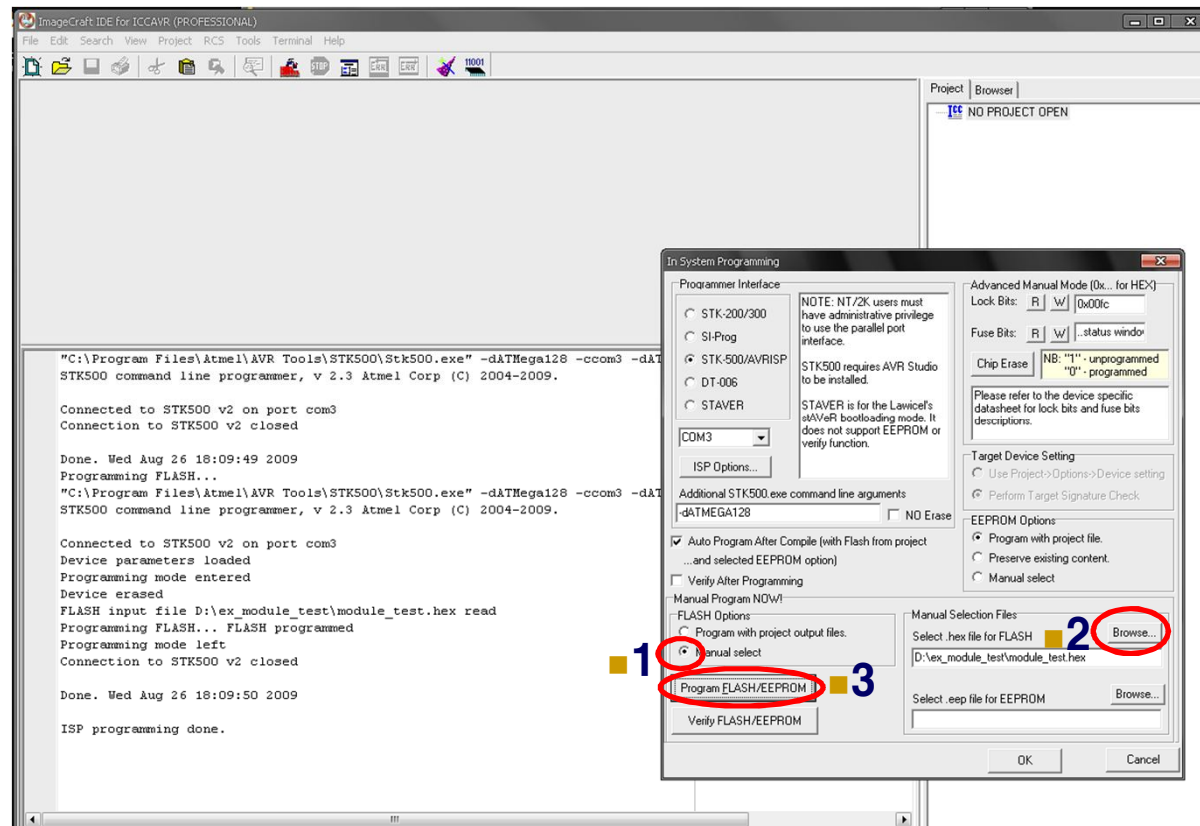 ImageCraft IDE for ICCAVR (PROFESSIONAL)
File Edit Search View Project RCS Tools Terminal Help
STOP ERR ERR 11001
Project Browser
Icc NO PROJECT OPEN
"C:\Program Files\Atmel\AVR Tools\STK500\Stk500.exe" -dATMega128 -ccom3 -dAT
STK500 command line programmer, v 2.3 Atmel Corp (C) 2004-2009.
Connected to STK500 v2 on port com3
Connection to STK500 v2 closed
Done. Wed Aug 26 18:09:49 2009
Programming FLASH...
"C:\Program Files\Atmel\AVR Tools\STK500\Stk500.exe" -dATMega128 -ccom3 -dAT
STK500 command line programmer, v 2.3 Atmel Corp (C) 2004-2009.
Connected to STK500 v2 on port com3
Device parameters loaded
Programming mode entered
Device erased
FLASH input file D:\ex_module_test\module_test.hex read
Programming FLASH... FLASH programmed
Programming mode left
Connection to STK500 v2 closed
Done. Wed Aug 26 18:09:50 2009
ISP programming done.
In System Programming
Programmer Interface
STK-200/300
SI-Prog
STK-500/AVRISP
DT-006
STAVER
COM3
ISP Options...
NOTE: NT/2K users must
have administrative privilege
to use the parallel port
interface.
STK500 requires AVR Studio
to be installed.
STAVER is for the Lawicel's
stAVeR bootloading mode. It
does not support EEPROM or
verify function.
Additional STK500.exe command line arguments
-dATMEGA128
NO Erase
Auto Program After Compile (with Flash from project
...and selected EEPROM option)
Verify After Programming
Advanced Manual Mode (0x... for HEX)
Lock Bits: R W 0x00fc
Fuse Bits: R W ..status windo
Chip Erase
NB: "1" - unprogrammed
"0" - programmed
Please refer to the device specific
datasheet for lock bits and fuse bits
descriptions.
Target Device Setting
Use Project->Options->Device setting
Perform Target Signature Check
EEPROM Options
Program with project file.
Preserve existing content.
Manual select
Manual Program NOW!
FLASH Options
Program with project output files.
1
Manual select
Program FLASH/EEPROM
3
Verify FLASH/EEPROM
Manual Selection Files
Select .hex file for FLASH
2
Browse...
D:\ex_module_test\module_test.hex
Select .eep file for EEPROM
Browse...
OK Cancel